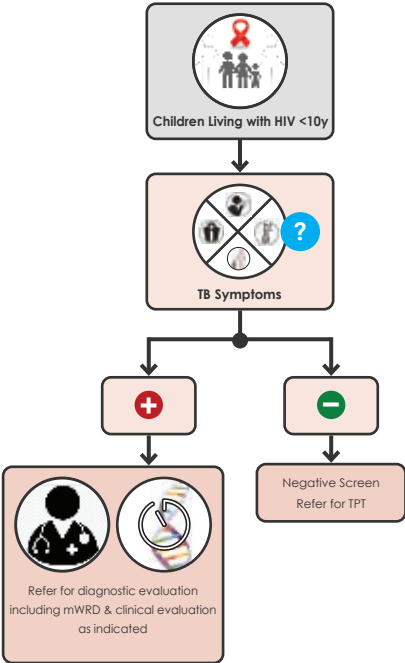 Children Living with HIV <10y
?
TB Symptoms
Negative Screen
Refer for TPT
Refer for diagnostic evaluation
including mWRD & clinical evaluation
as indicated